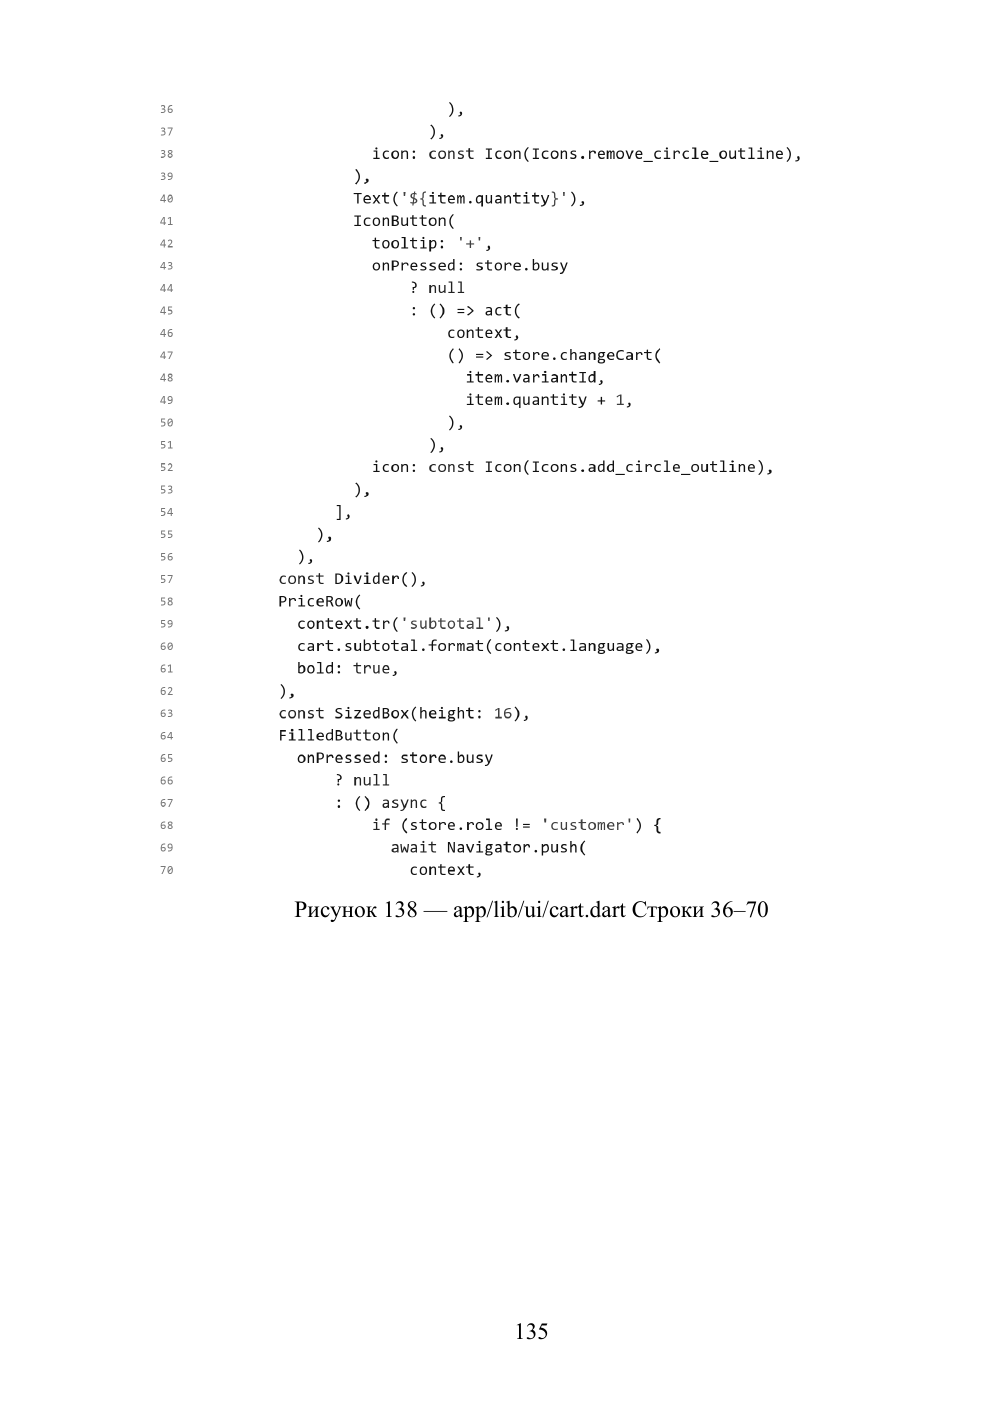 36                             ),
37                           ),
38                     icon: const Icon(Icons.remove_circle_outline),
39                   ),
40                   Text('${item.quantity}'),
41                   IconButton(
42                     tooltip: '+',
43                     onPressed: store.busy
44                         ? null
45                         : () => act(
46                             context,
47                             () => store.changeCart(
48                               item.variantId,
49                               item.quantity + 1,
50                             ),
51                           ),
52                     icon: const Icon(Icons.add_circle_outline),
53                   ),
54                 ],
55               ),
56             ),
57           const Divider(),
58           PriceRow(
59             context.tr('subtotal'),
60             cart.subtotal.format(context.language),
61             bold: true,
62           ),
63           const SizedBox(height: 16),
64           FilledButton(
65             onPressed: store.busy
66                 ? null
67                 : () async {
68                     if (store.role != 'customer') {
69                       await Navigator.push(
70                         context,
Рисунок 138 — app/lib/ui/cart.dart Строки 36–70
135